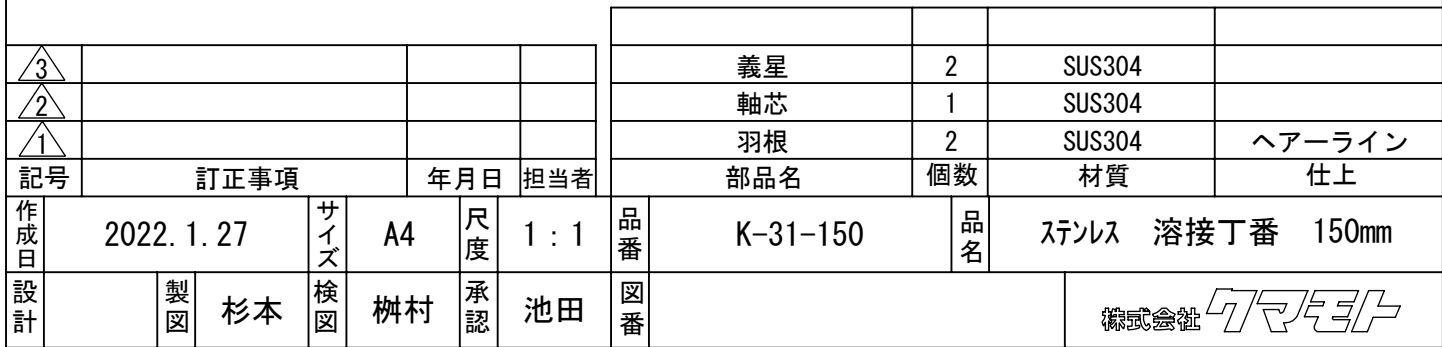 3
2
1
記号 訂正事項 年月日 担当者
義星 2 SUS304
軸芯 1 SUS304
羽根 2 SUS304 ヘアーライン
部品名 個数 材質 仕上
作成日 2022.1.27 サイズ A4 尺度 1:1 品番 K-31-150 品名 ステンレス 溶接丁番 150mm
設計 製図 杉本 検図 桝村 承認 池田 図番 株式会社クマモト